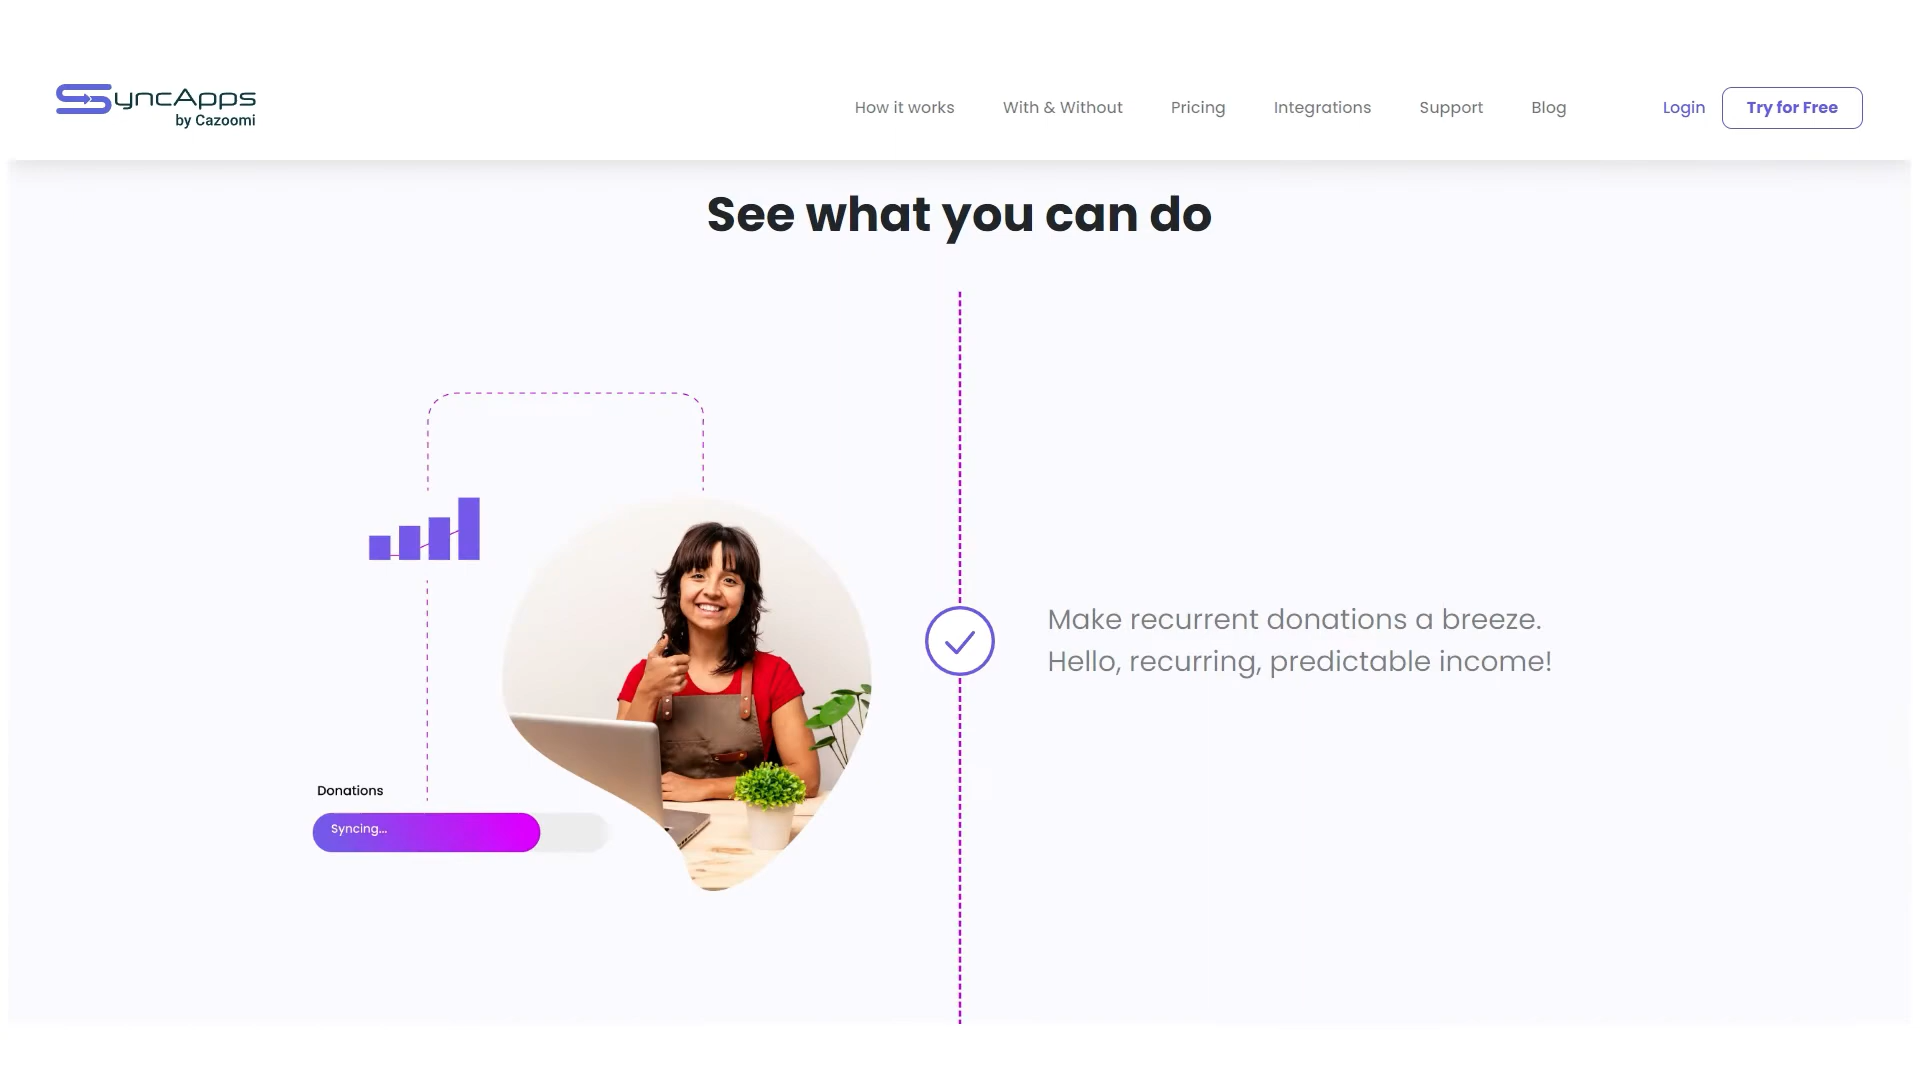 SyncApps
by Cazoomi
How it works
With & Without
Pricing
Integrations
Support
Blog
Login
Try for Free
See what you can do
Make recurrent donations a breeze.
Hello, recurring, predictable income!
Donations
Syncing...